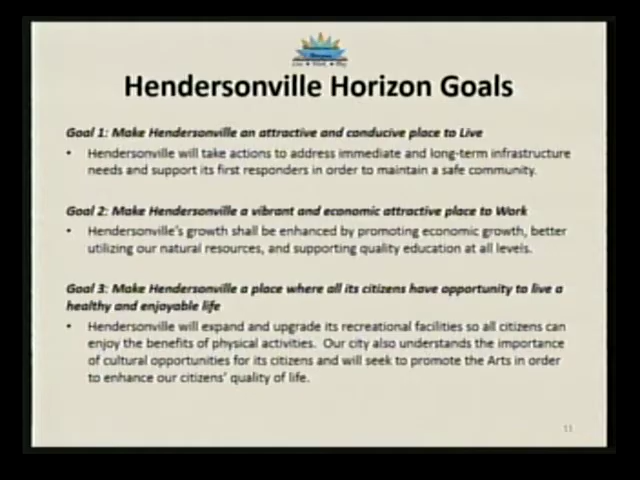 Hendersonville Horizon Goals
Goal 1: Make Hendersonville an attractive and conducive place to Live
• Hendersonville will take actions to address immediate and long-term infrastructure
needs and support its first responders in order to maintain a safe community.
Goal 2: Make Hendersonville a vibrant and economic attractive place to Work
• Hendersonville's growth shall be enhanced by promoting economic growth, better
utilizing our natural resources, and supporting quality education at all levels.
Goal 3: Make Hendersonville a place where all its citizens have opportunity to live a
healthy and enjoyable life
• Hendersonville will expand and upgrade its recreational facilities so all citizens can
enjoy the benefits of physical activities. Our city also understands the importance
of cultural opportunities for its citizens and will seek to promote the Arts in order
to enhance our citizens' quality of life.
11